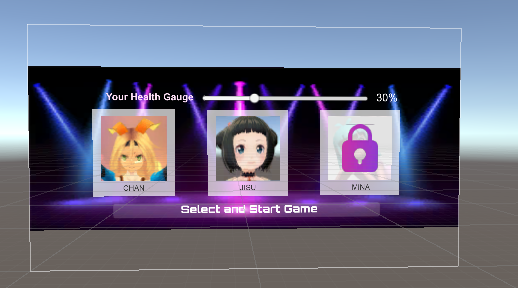 Your Health Gauge 30%
CHAN JISU MINA
Select and Start Game